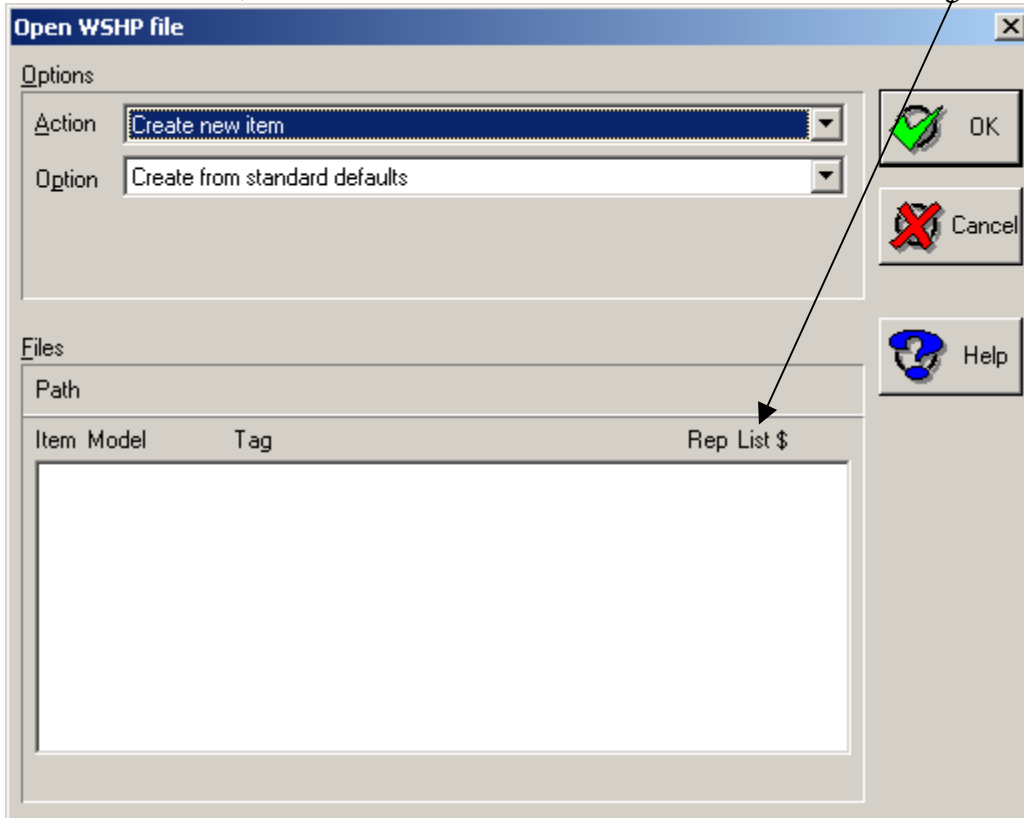 Open WSHP file
Options
Action Create new item
Option Create from standard defaults
OK
Cancel
Help
Files
Path
Item Model Tag Rep List $